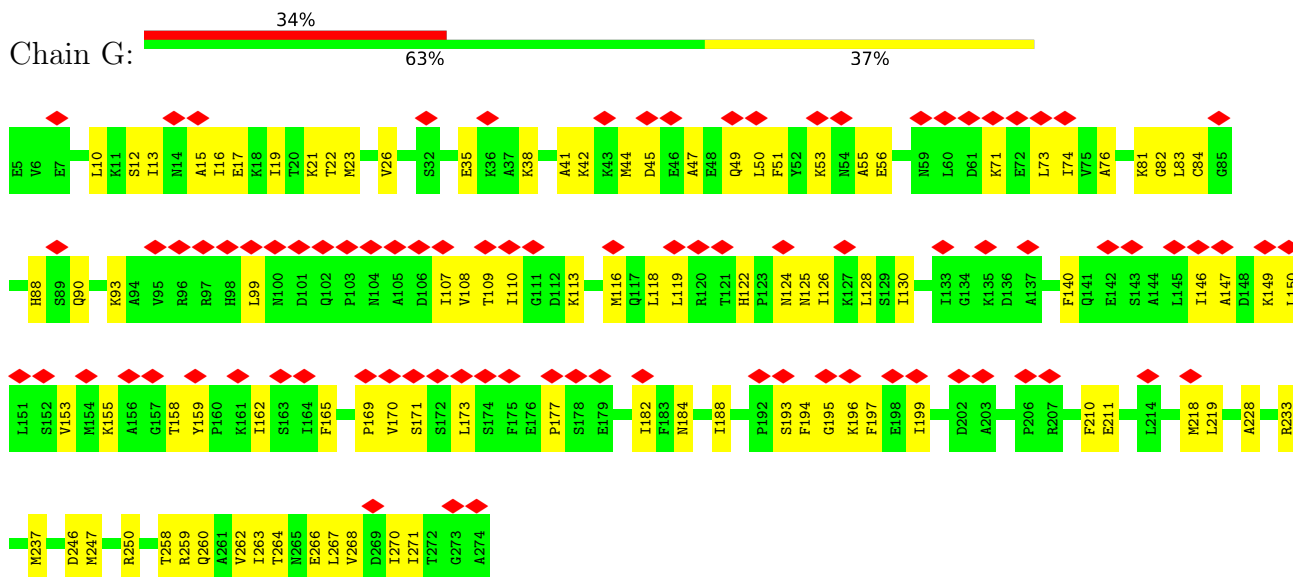 34%
Chain G:
63%
37%
E5 V6 E7 L10 K11 S12 I13 N14 A15 I16 E17 K18 I19 T20 K21 T22 M23 V26 S32 E35 K36 A37 K38 A41 K42 K43 M44 D45 E46 A47 E48 Q49 L50 F51 Y52 K53 N54 A55 E56 N59 L60 D61 K71 E72 L73 I74 V75 A76 K81 G82 L83 C84 G85
H88 S89 Q90 K93 A94 V95 R96 R97 H98 L99 N100 D101 Q102 P103 N104 A105 D106 I107 V108 T109 I110 G111 D112 K113 M116 Q117 L118 L119 R120 T121 H122 P123 N124 N125 I126 K127 L128 S129 I130 I133 G134 K135 D136 A137 F140 Q141 E142 S143 A144 L145 I146 A147 D148 K149 I150
L151 S152 V153 M154 K155 A156 G157 T158 Y159 P160 K161 I162 S163 I164 F165 P169 V170 S171 S172 L173 S174 F175 E176 P177 S178 E179 I182 F183 N184 I188 P192 S193 F194 G195 K196 F197 E198 I199 D202 A203 P206 R207 F210 E211 L214 M218 L219 A228 R233
M237 D246 M247 R250 T258 R259 Q260 A261 V262 I263 T264 N265 E266 L267 V268 D269 I270 I271 T272 G273 A274